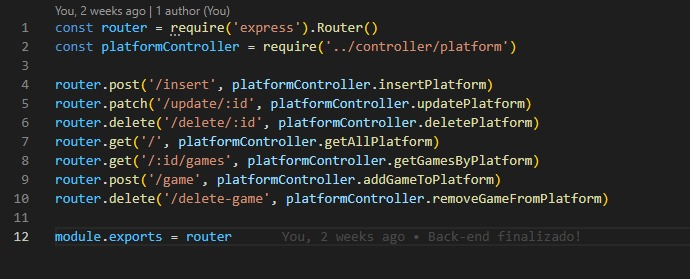 You, 2 weeks ago | 1 author (You)
1 const router = require('express').Router()
2 const platformController = require('../controller/platform')
3
4 router.post('/insert', platformController.insertPlatform)
5 router.patch('/update/:id', platformController.updatePlatform)
6 router.delete('/delete/:id', platformController.deletePlatform)
7 router.get('/', platformController.getAllPlatform)
8 router.get('/:id/games', platformController.getGamesByPlatform)
9 router.post('/game', platformController.addGameToPlatform)
10 router.delete('/delete-game', platformController.removeGameFromPlatform)
11
12 module.exports = router You, 2 weeks ago • Back-end finalizado!